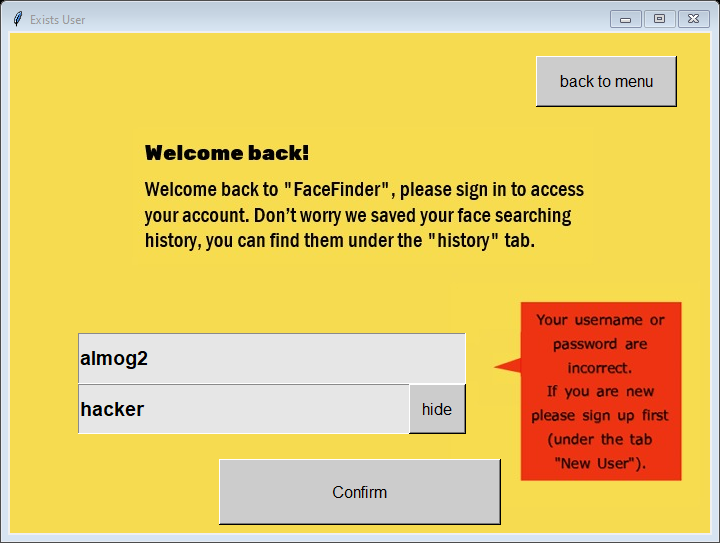 Exists User
back to menu
Welcome back!
Welcome back to "FaceFinder", please sign in to access
your account. Don’t worry we saved your face searching
history, you can find them under the "history" tab.
almog2
hacker
hide
Your username or
password are
incorrect.
If you are new
please sign up first
(under the tab
"New User").
Confirm